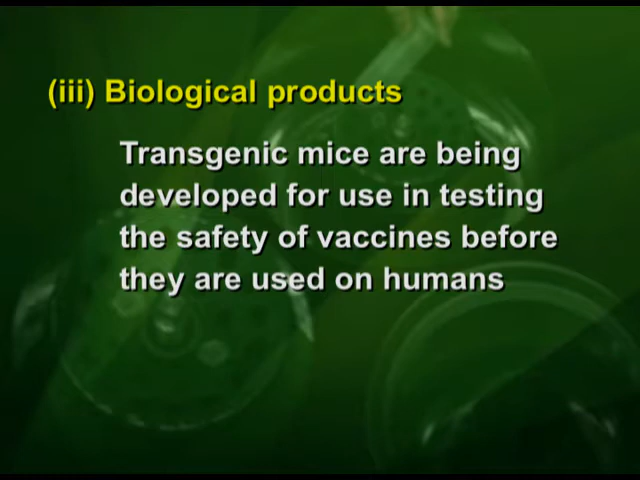 (iii) Biological products
Transgenic mice are being
developed for use in testing
the safety of vaccines before
they are used on humans